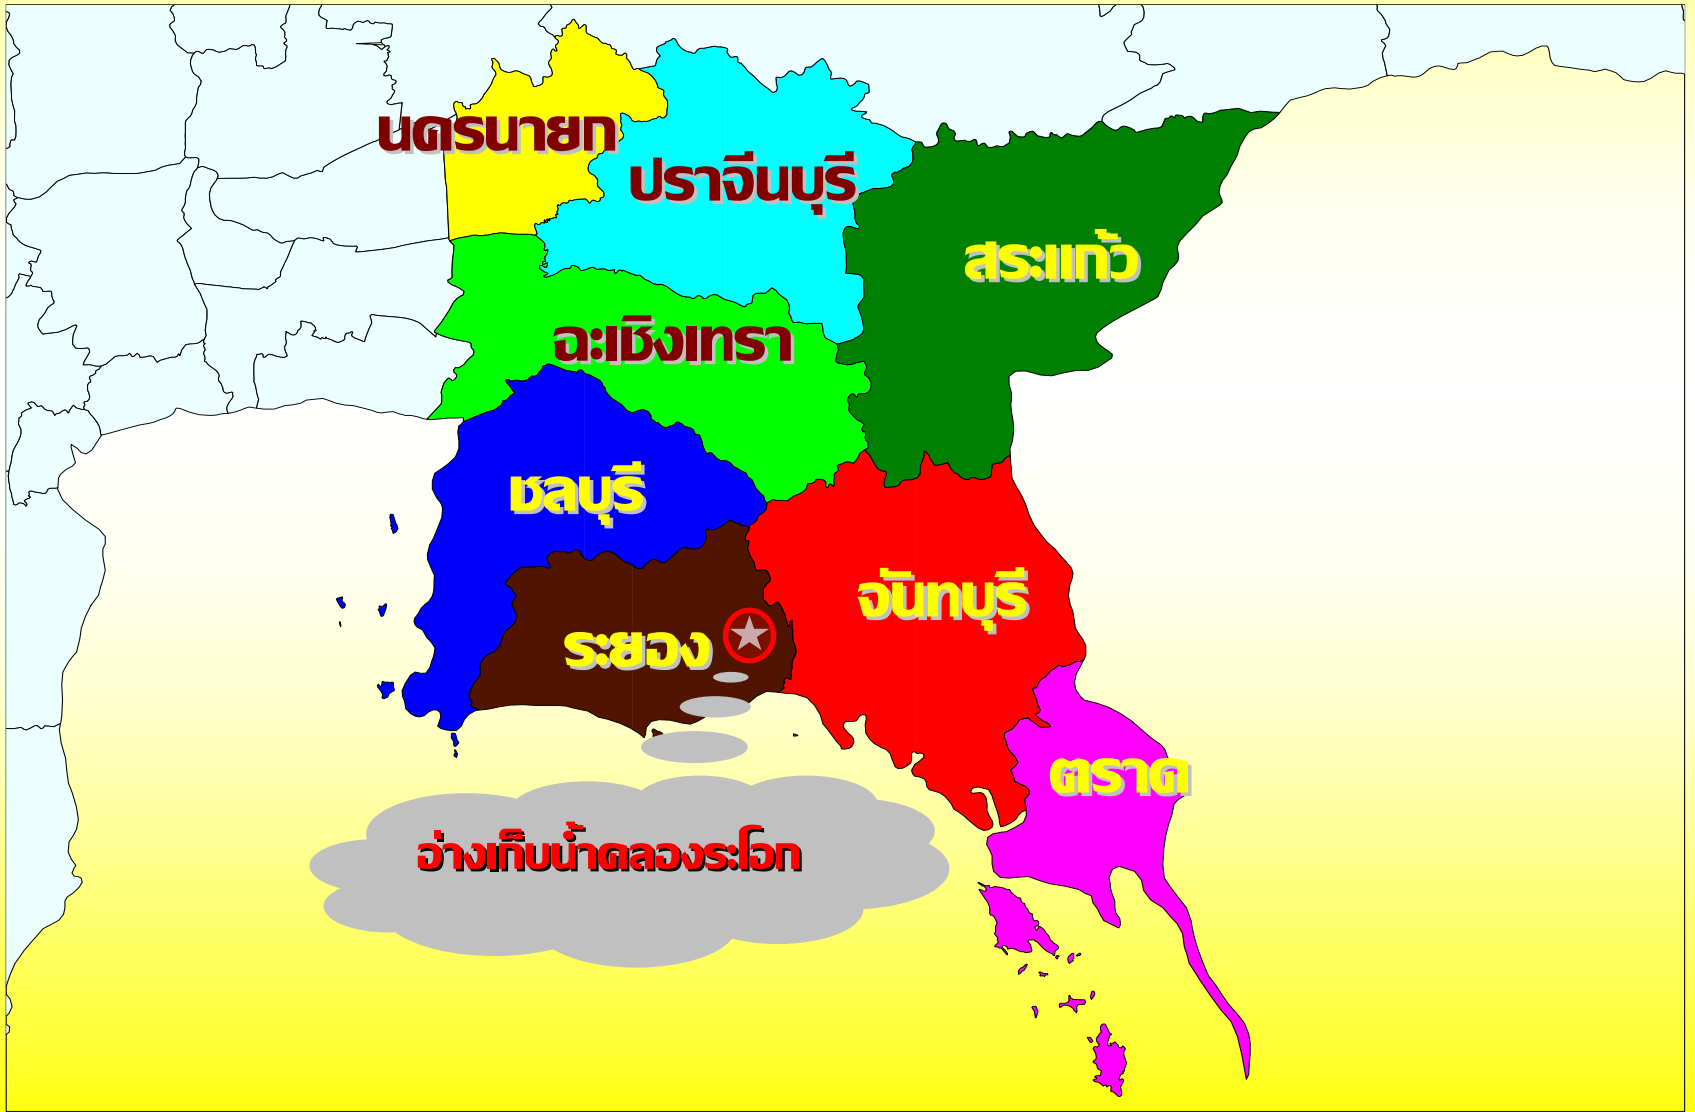 นครนายก
ปราจีนบุรี
สระแก้ว
ฉะเชิงเทรา
ชลบุรี
จันทบุรี
ระยอง
ตราด
อ่างเก็บน้ำคลองระโอก